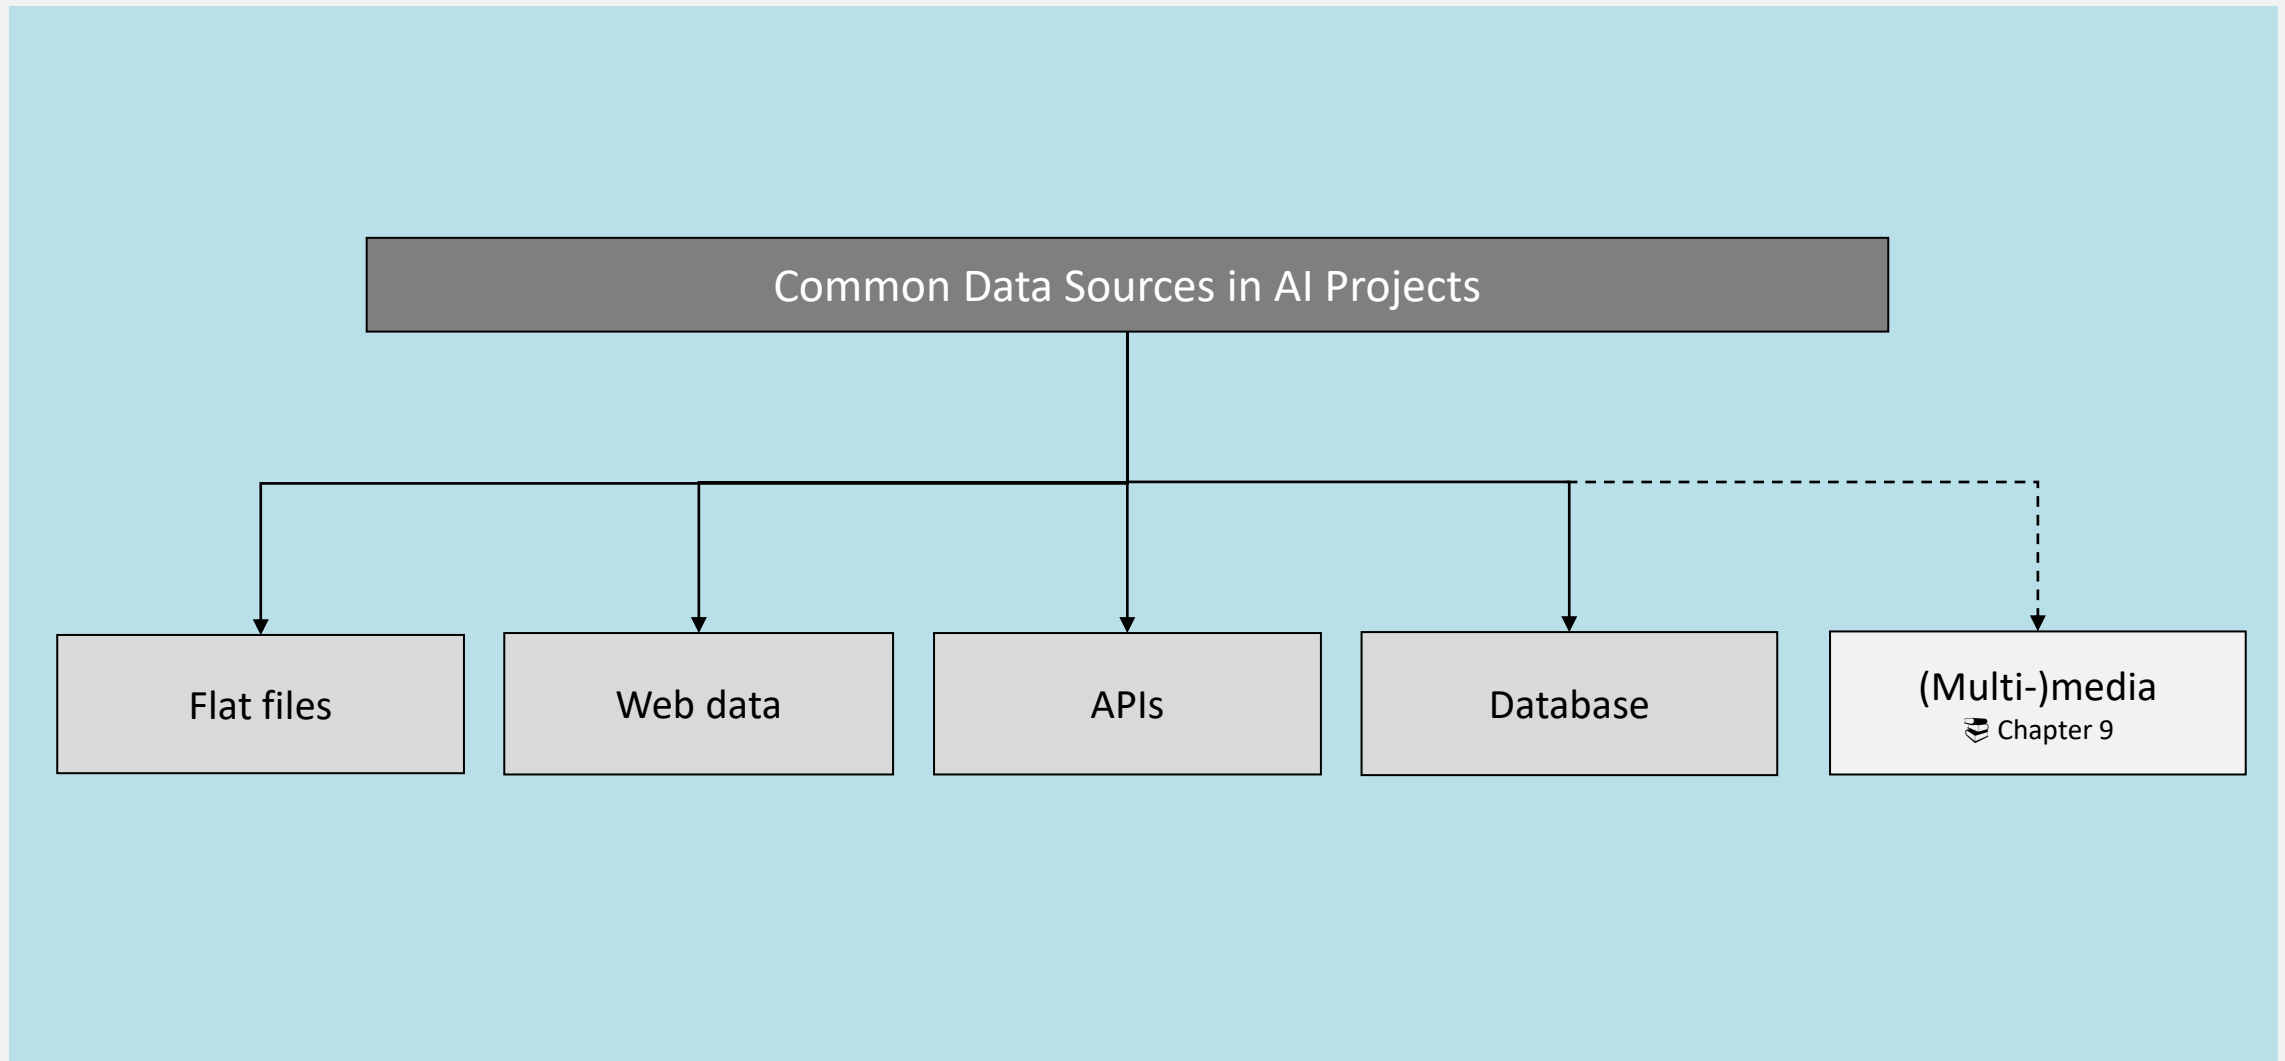 Common Data Sources in AI Projects
Flat files
Web data
APIs
Database
(Multi-)media
📚 Chapter 9